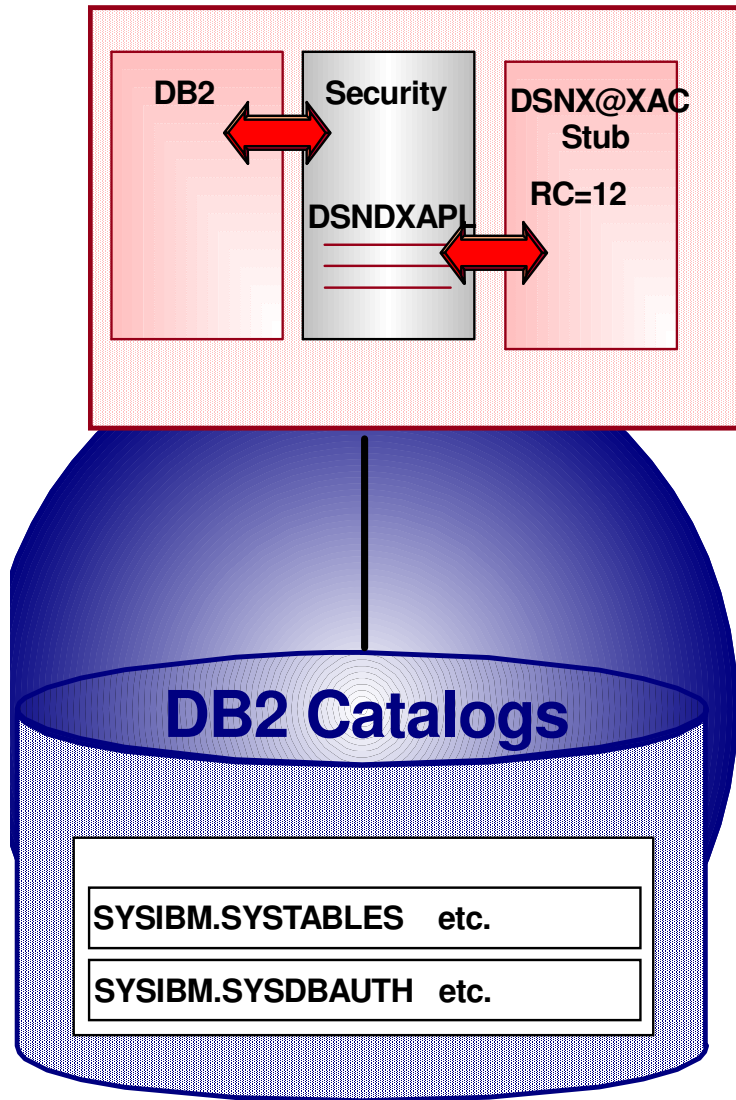 DB2
Security
DSNX@XAC
Stub
RC=12
DSNDXAPL
DB2 Catalogs
SYSIBM.SYSTABLES etc.
SYSIBM.SYSDBAUTH etc.